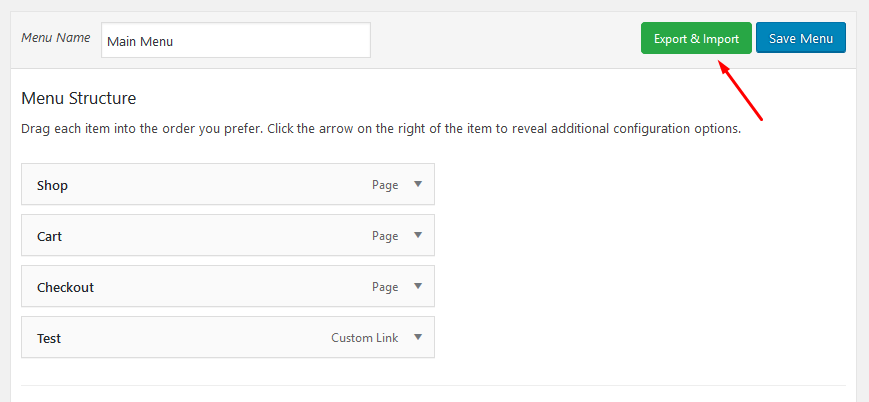 Menu Name Main Menu Export & Import Save Menu
Menu Structure
Drag each item into the order you prefer. Click the arrow on the right of the item to reveal additional configuration options.
Shop Page
Cart Page
Checkout Page
Test Custom Link